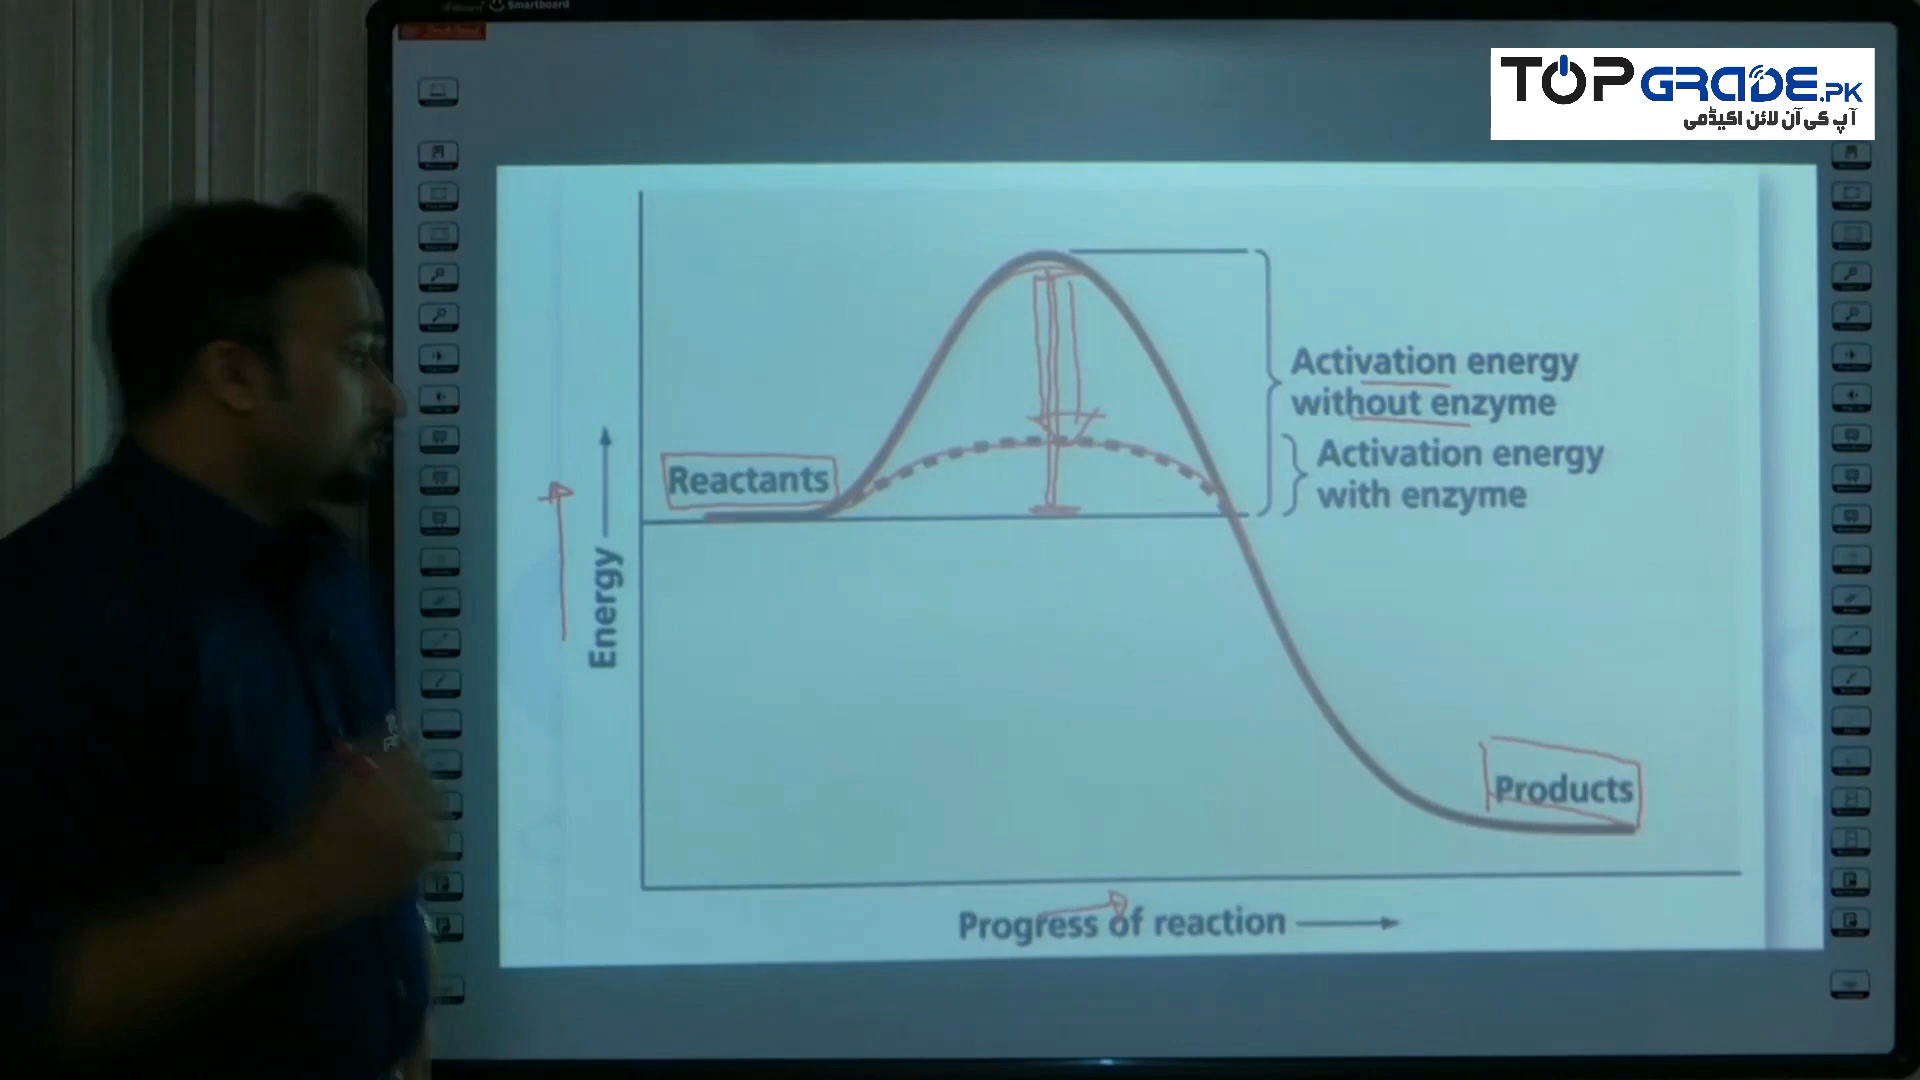 Smartboard
TOPGRADE.PK
آپ کی آن لائن اکیڈمی
Activation energy
without enzyme
Activation energy
with enzyme
Reactants
Energy
Products
Progress of reaction